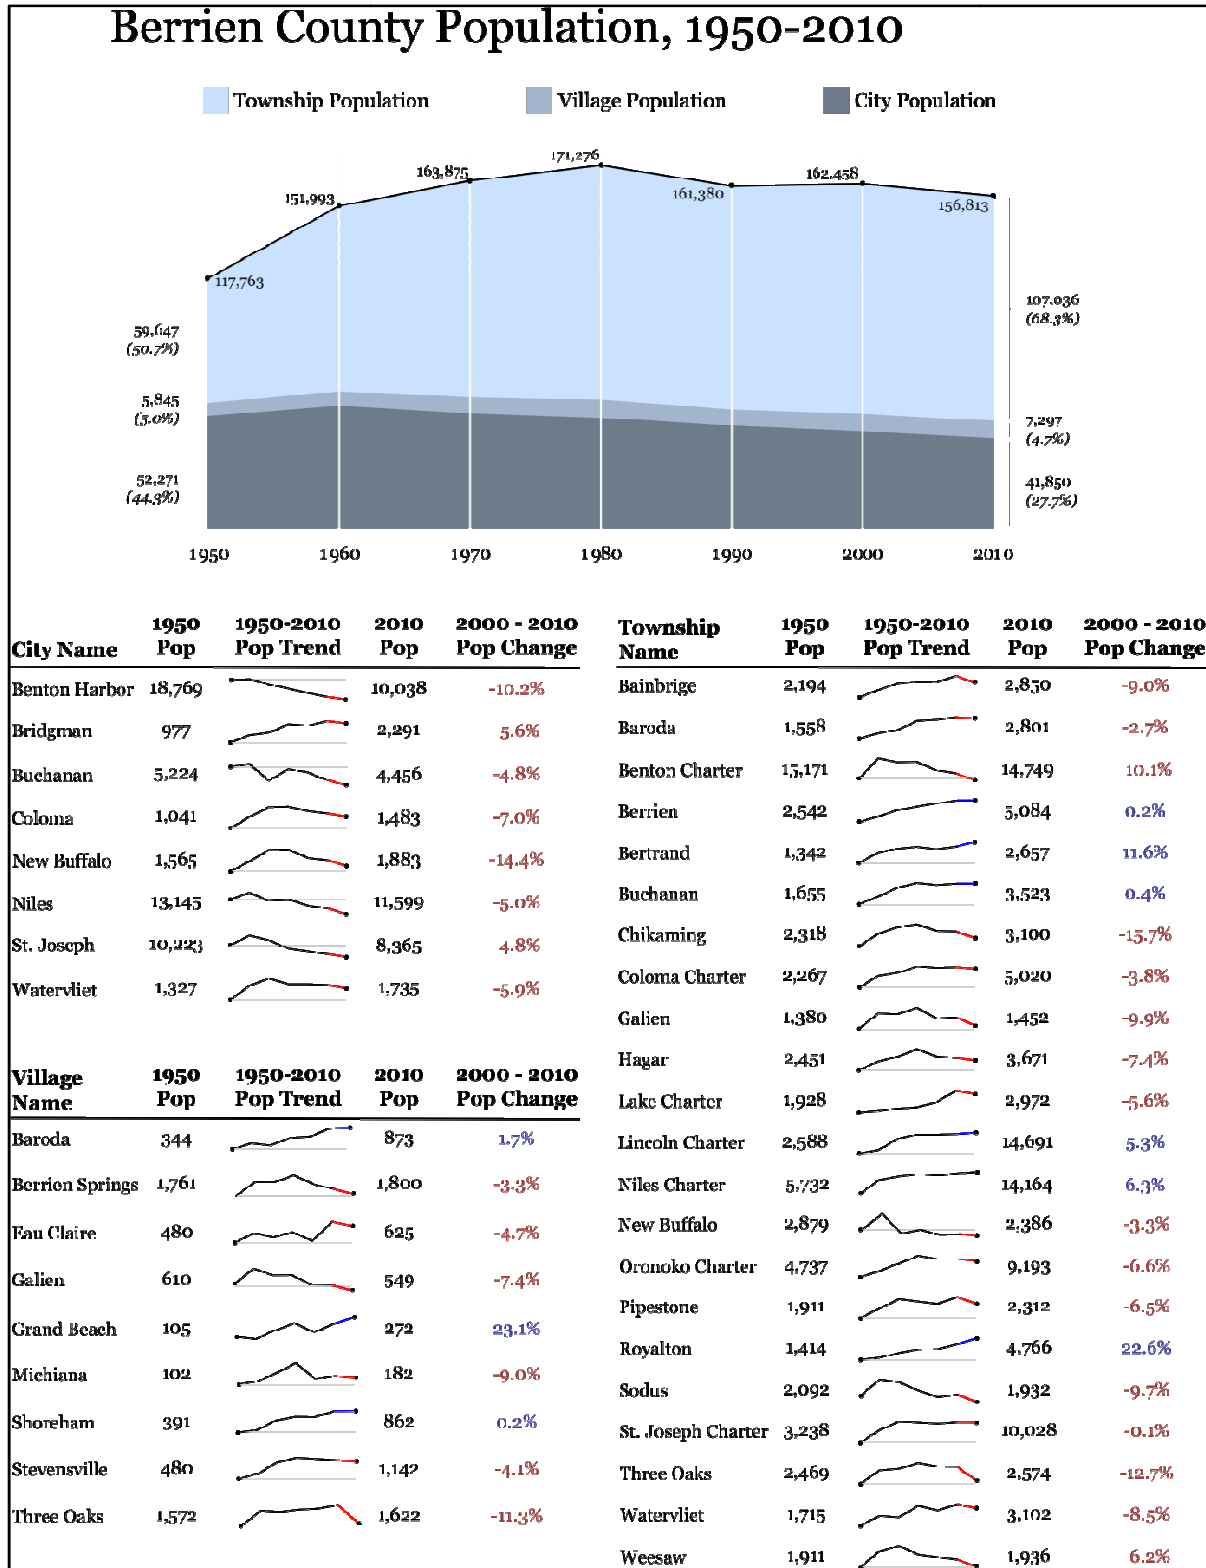 Berrien County Population, 1950-2010
Township Population
Village Population
City Population
117,763
151,993
163,875
171,276
161,380
162,458
156,813
59,647
(50.7%)
5,845
(5.0%)
52,271
(44.3%)
107,036
(68.3%)
7,297
(4.7%)
41,850
(27.7%)
1950 1960 1970 1980 1990 2000 2010
City Name 1950 Pop 1950-2010 Pop Trend 2010 Pop 2000 - 2010 Pop Change
Benton Harbor 18,769 10,038 -10.2%
Bridgman 977 2,291 5.6%
Buchanan 5,224 4,456 -4.8%
Coloma 1,041 1,483 -7.0%
New Buffalo 1,565 1,883 -14.4%
Niles 13,145 11,599 -5.0%
St. Joseph 10,223 8,365 4.8%
Watervliet 1,327 1,735 -5.9%
Village Name 1950 Pop 1950-2010 Pop Trend 2010 Pop 2000 - 2010 Pop Change
Baroda 344 873 1.7%
Berrien Springs 1,761 1,800 -3.3%
Eau Claire 480 625 -4.7%
Galien 610 549 -7.4%
Grand Beach 105 272 23.1%
Michiana 102 182 -9.0%
Shoreham 391 862 0.2%
Stevensville 480 1,142 -4.1%
Three Oaks 1,572 1,622 -11.3%
Township Name 1950 Pop 1950-2010 Pop Trend 2010 Pop 2000 - 2010 Pop Change
Bainbrige 2,194 2,850 -9.0%
Baroda 1,558 2,801 -2.7%
Benton Charter 15,171 14,749 10.1%
Berrien 2,542 5,084 0.2%
Bertrand 1,342 2,657 11.6%
Buchanan 1,655 3,523 0.4%
Chikaming 2,318 3,100 -15.7%
Coloma Charter 2,267 5,020 -3.8%
Galien 1,380 1,452 -9.9%
Hagar 2,451 3,671 -7.4%
Lake Charter 1,928 2,972 -5.6%
Lincoln Charter 2,588 14,691 5.3%
Niles Charter 5,732 14,164 6.3%
New Buffalo 2,879 2,386 -3.3%
Oronoko Charter 4,737 9,193 -6.6%
Pipestone 1,911 2,312 -6.5%
Royalton 1,414 4,766 22.6%
Sodus 2,092 1,932 -9.7%
St. Joseph Charter 3,238 10,028 -0.1%
Three Oaks 2,469 2,574 -12.7%
Watervliet 1,715 3,102 -8.5%
Weesaw 1,911 1,936 6.2%